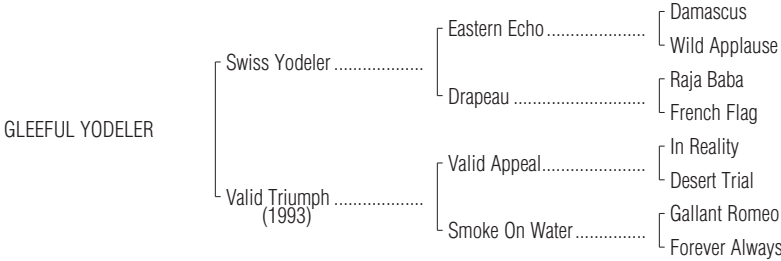 Damascus
Eastern Echo ......................
Wild Applause
Swiss Yodeler ...................
Raja Baba
Drapeau ............................
French Flag
GLEEFUL YODELER
In Reality
Valid Appeal......................
Desert Trial
Valid Triumph ...................
(1993)
Gallant Romeo
Smoke On Water...............
Forever Always